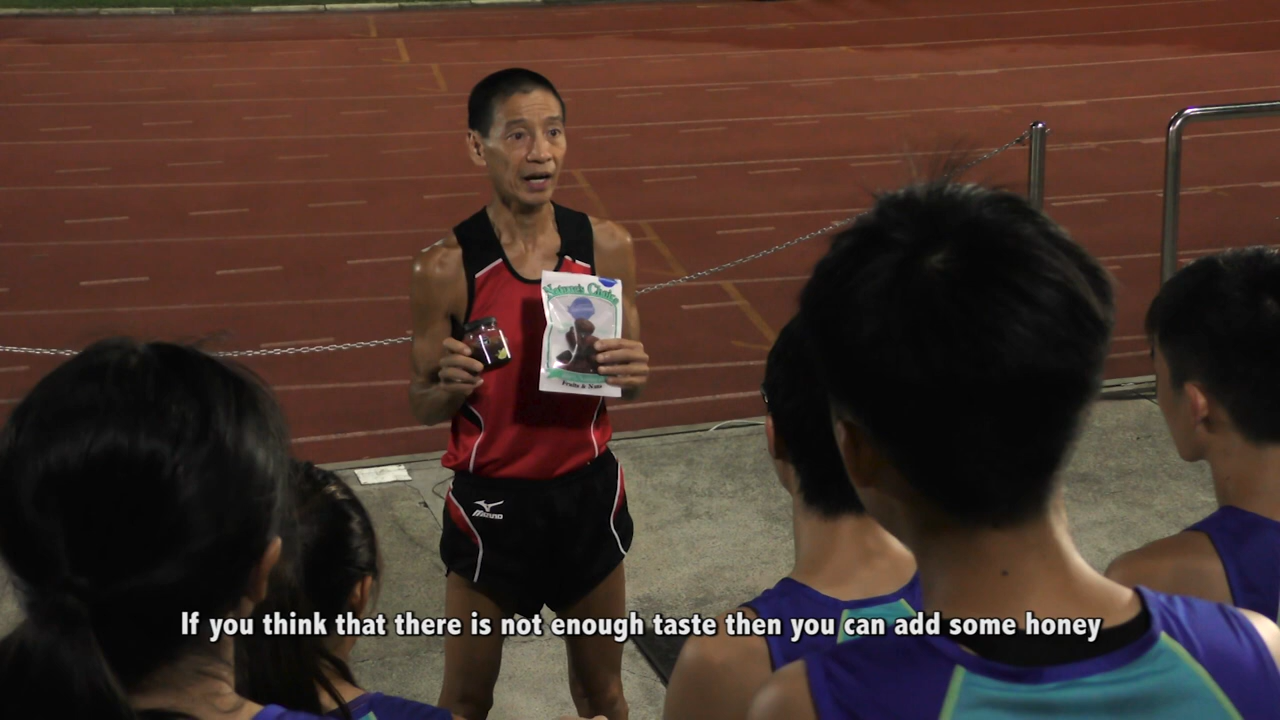 Nature's Choice
Fruits & Nuts
Mizuno
If you think that there is not enough taste then you can add some honey